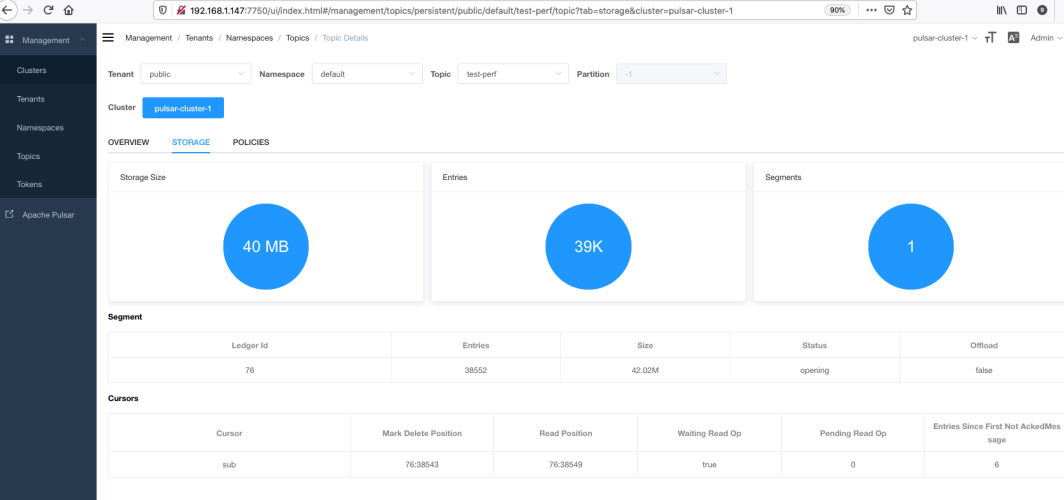 192.168.1.147:7750/ui/index.html#/management/topics/persistent/public/default/test-perf/topic?tab=storage&cluster=pulsar-cluster-1 90%
Management
Clusters
Tenants
Namespaces
Topics
Tokens
Apache Pulsar
Management / Tenants / Namespaces / Topics / Topic Details
pulsar-cluster-1 Admin
Tenant public Namespace default Topic test-perf Partition -1
Cluster pulsar-cluster-1
OVERVIEW STORAGE POLICIES
Storage Size Entries Segments
40 MB 39K 1
Segment
Ledger Id Entries Size Status Offload
76 38552 42.02M opening false
Cursors
Cursor Mark Delete Position Read Position Waiting Read Op Pending Read Op Entries Since First Not AckedMes
sage
sub 76:38543 76:38549 true 0 6